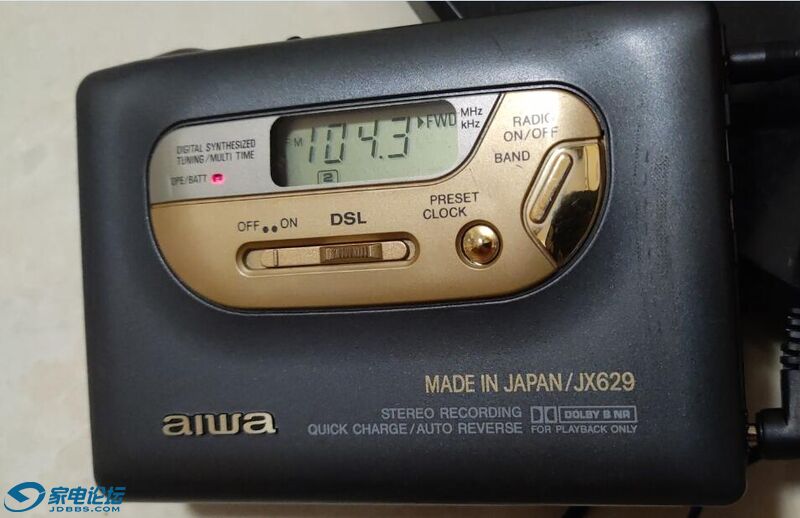 DIGITAL SYNTHESIZED
TUNING/MULTI TIME
OPE/BATT
FM 104.3 ▶FWD
2
MHz
kHz
RADIO
ON/OFF
BAND
PRESET
CLOCK
OFF ●● ON DSL
MADE IN JAPAN/JX629
aiwa
STEREO RECORDING
QUICK CHARGE/AUTO REVERSE
DOLBY B NR
FOR PLAYBACK ONLY
家电论坛
JDBBS.COM